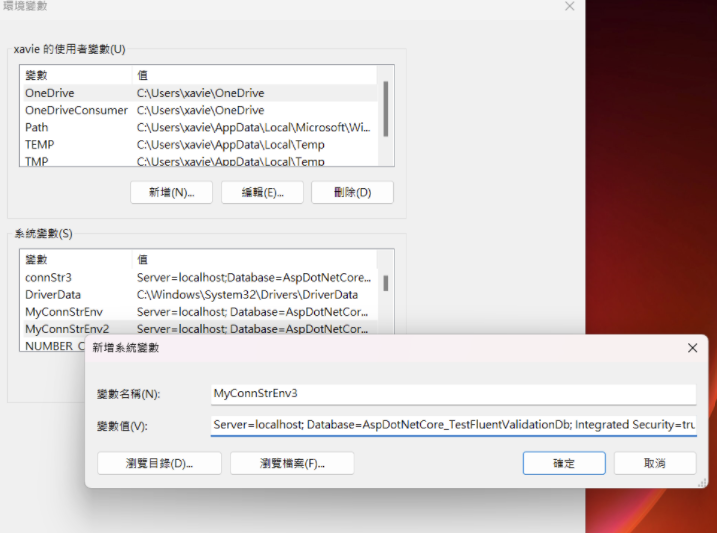 環境變數
xavie 的使用者變數(U)
變數 值
OneDrive C:\Users\xavie\OneDrive
OneDriveConsumer C:\Users\xavie\OneDrive
Path C:\Users\xavie\AppData\Local\Microsoft\Wi...
TEMP C:\Users\xavie\AppData\Local\Temp
TMP C:\Users\xavie\AppData\Local\Temp
新增(N)... 編輯(E)... 刪除(D)
系統變數(S)
變數 值
connStr3 Server=localhost;Database=AspDotNetCore...
DriverData C:\Windows\System32\Drivers\DriverData
MyConnStrEnv Server=localhost; Database=AspDotNetCor...
MyConnStrEnv2 Server=localhost; Database=AspDotNetCor...
NUMBER
新增系統變數
變數名稱(N): MyConnStrEnv3
變數值(V): Server=localhost; Database=AspDotNetCore_TestFluentValidationDb; Integrated Security=tru
瀏覽目錄(D)... 瀏覽檔案(F)... 確定 取消